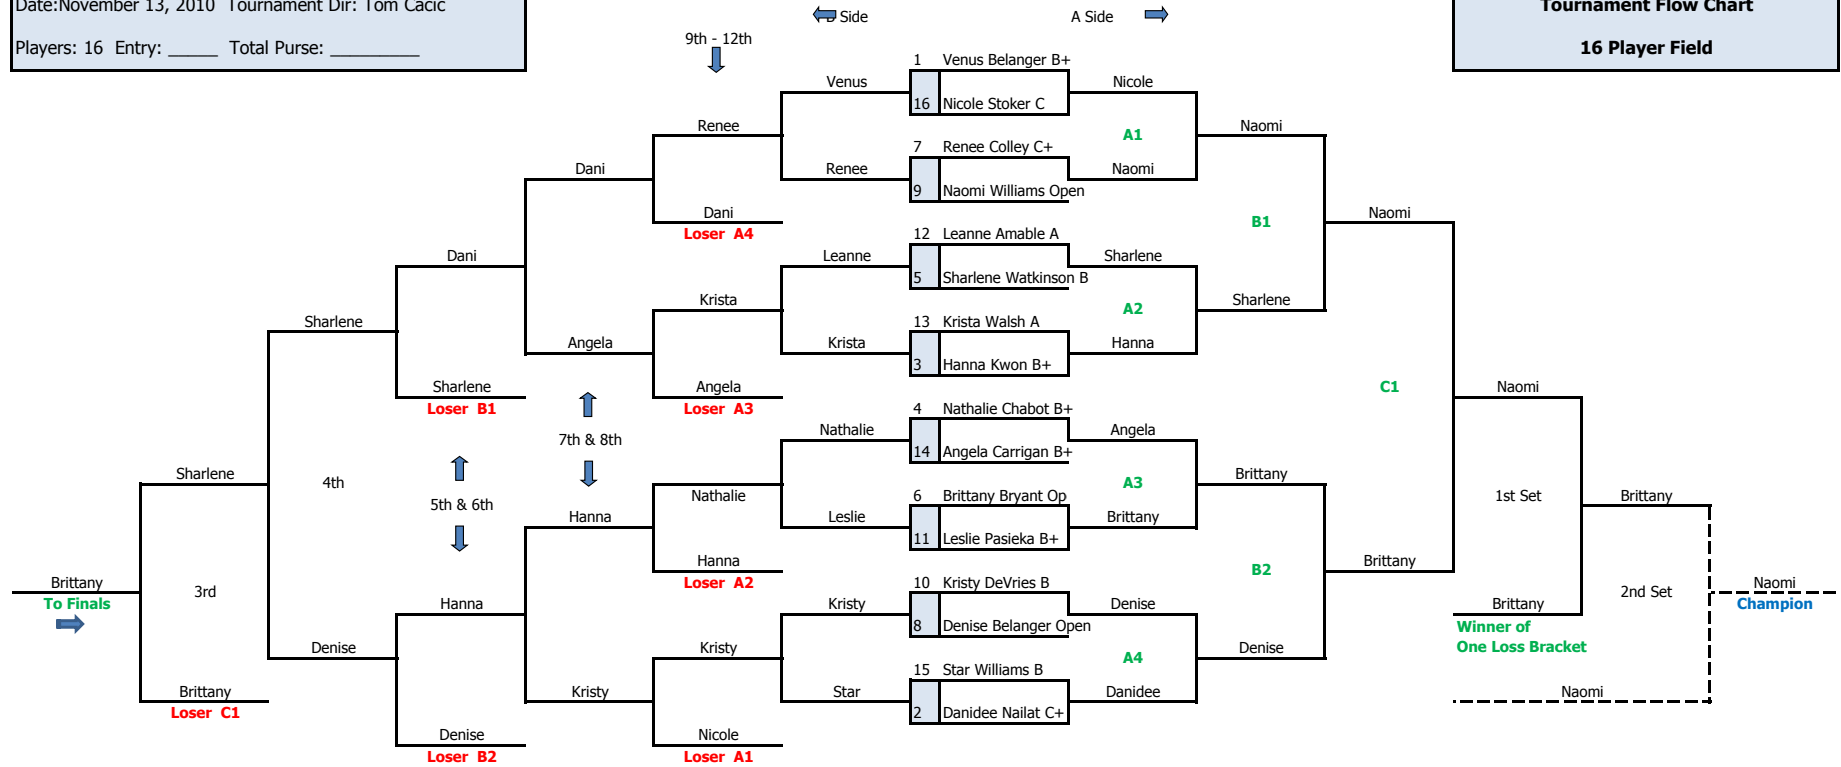 Date:November 13, 2010 Tournament Dir: Tom Cacic
Players: 16 Entry: _____ Total Purse: _________
Side
A Side
Tournament Flow Chart
16 Player Field
9th - 12th
1 Venus Belanger B+
Venus
Nicole
16 Nicole Stoker C
Renee
A1
Naomi
7 Renee Colley C+
Dani
Renee
Naomi
9 Naomi Williams Open
Dani
Loser A4
B1
Naomi
12 Leanne Amable A
Dani
Leanne
Sharlene
5 Sharlene Watkinson B
Krista
A2
Sharlene
Sharlene
13 Krista Walsh A
Angela
Krista
Hanna
3 Hanna Kwon B+
Sharlene
Loser B1
Angela
Loser A3
C1
Naomi
4 Nathalie Chabot B+
Nathalie
Angela
7th & 8th
14 Angela Carrigan B+
Sharlene
4th
A3
Brittany
5th & 6th
Nathalie
6 Brittany Bryant Op
1st Set
Brittany
Hanna
Leslie
Brittany
11 Leslie Pasieka B+
Hanna
Loser A2
B2
Brittany
Brittany
To Finals
3rd
10 Kristy DeVries B
2nd Set
Naomi
Champion
Hanna
Kristy
Denise
Brittany
8 Denise Belanger Open
Winner of
One Loss Bracket
Denise
Kristy
A4
Denise
15 Star Williams B
Brittany
Loser C1
Kristy
Star
Danidee
Naomi
2 Danidee Nailat C+
Denise
Loser B2
Nicole
Loser A1